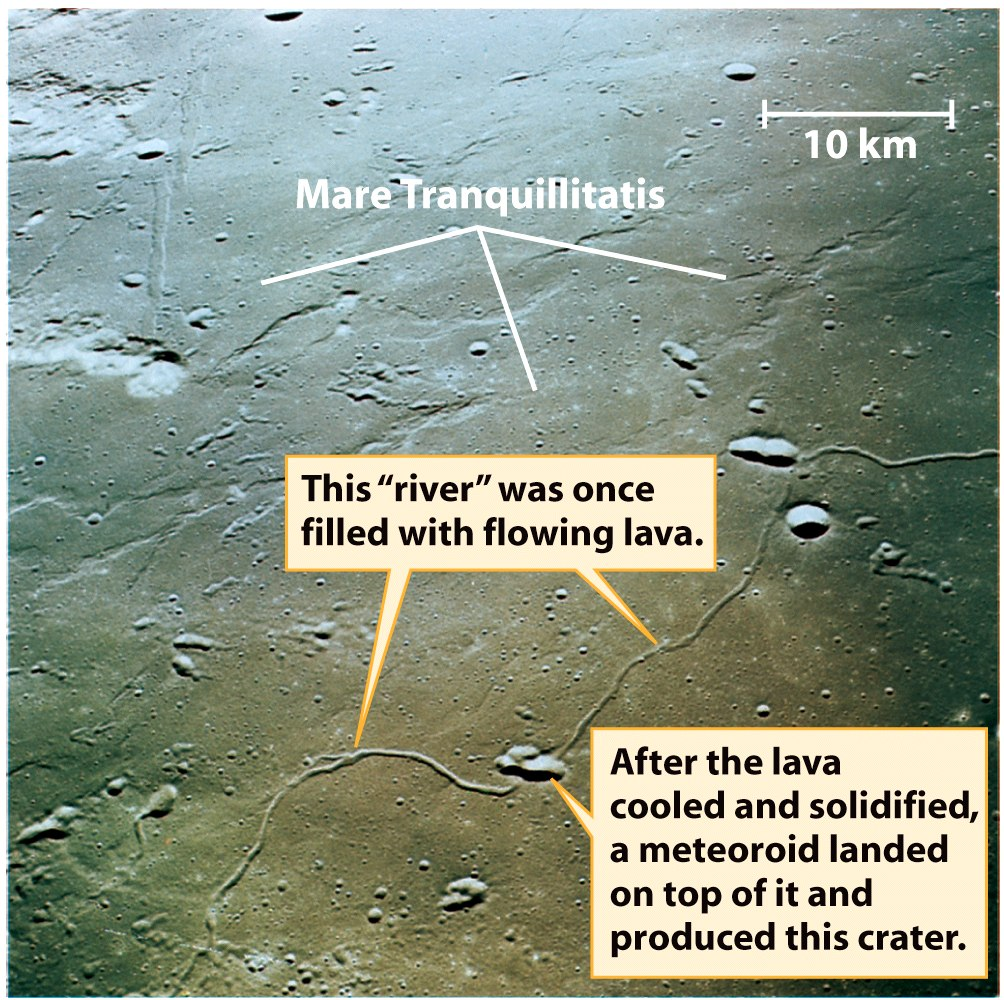 10 km
Mare Tranquillitatis
This “river” was once
filled with flowing lava.
After the lava
cooled and solidified,
a meteoroid landed
on top of it and
produced this crater.